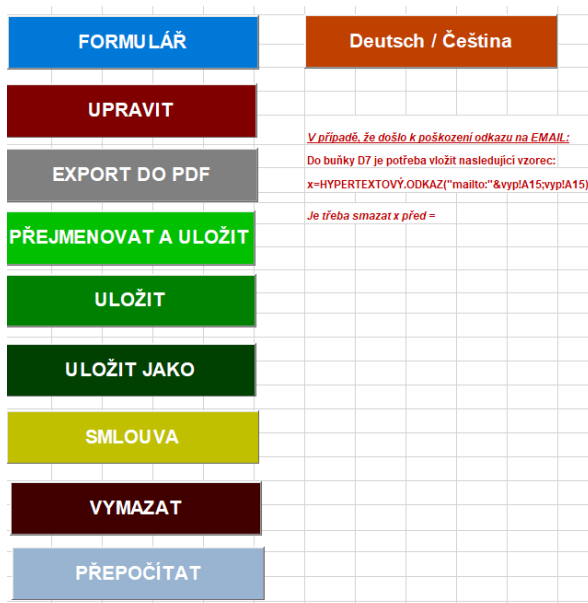 FORMULÁŘ
Deutsch / Čeština
UPRAVIT
V případě, že došlo k poškození odkazu na EMAIL:
Do buňky D7 je potřeba vložit nasledující vzorec:
EXPORT DO PDF
x=HYPERTEXTOVÝ.ODKAZ("mailto:"&vyp!A15;vyp!A15)
Je třeba smazat x před =
PŘEJMENOVAT A ULOŽIT
ULOŽIT
ULOŽIT JAKO
SMLOUVA
VYMAZAT
PŘEPOČÍTAT